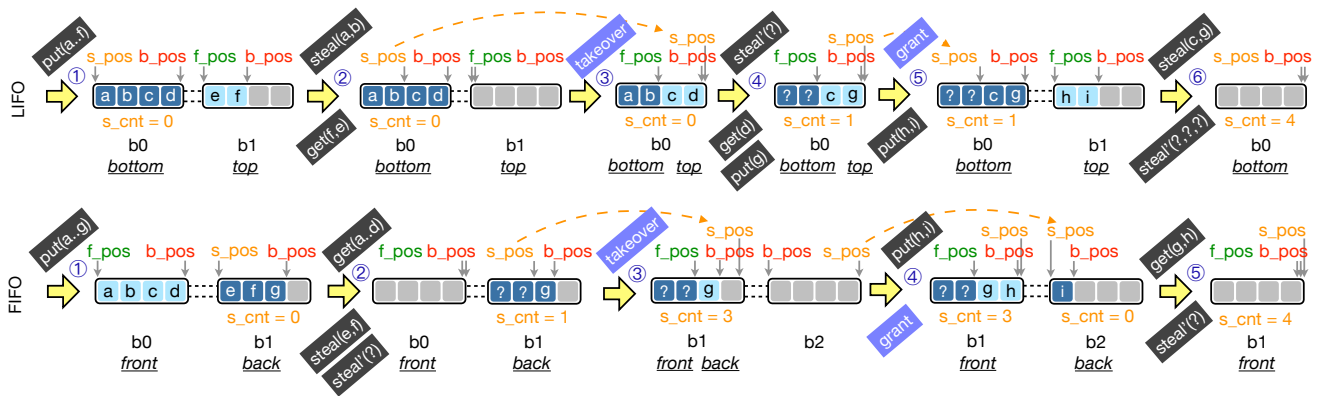 LIFO
put(a..f)
①
s_pos b_pos f_pos b_pos
a b c d e f
s_cnt = 0
b0 b1
bottom top
steal(a,b)
②
get(f,e)
s_pos b_pos f_pos b_pos
a b c d
s_cnt = 0
b0 b1
bottom top
takeover
③
s_pos
f_pos b_pos
a b c d
s_cnt = 0
b0
bottom top
steal'(?)
④
get(d)
put(g)
s_pos
f_pos b_pos
? ? c g
s_cnt = 1
b0
bottom top
grant
⑤
put(h,i)
s_pos b_pos f_pos b_pos
? ? c g h i
s_cnt = 1
b0 b1
bottom top
steal(c,g)
⑥
steal'(?,?,?)
s_pos
b_pos
s_cnt = 4
b0
bottom
FIFO
put(a..g)
①
f_pos b_pos s_pos b_pos
a b c d e f g
s_cnt = 0
b0 b1
front back
get(a..d)
②
steal(e,f)
steal'(?)
f_pos b_pos s_pos b_pos
? ? g
s_cnt = 1
b0 b1
front back
takeover
③
s_pos
f_pos b_pos b_pos s_pos
? ? g
s_cnt = 3
b1 b2
front back
put(h,i)
④
grant
s_pos s_pos
f_pos b_pos b_pos
? ? g h i
s_cnt = 3 s_cnt = 0
b1 b2
front back
get(g,h)
⑤
steal'(?)
s_pos
f_pos b_pos
s_cnt = 4
b1
front